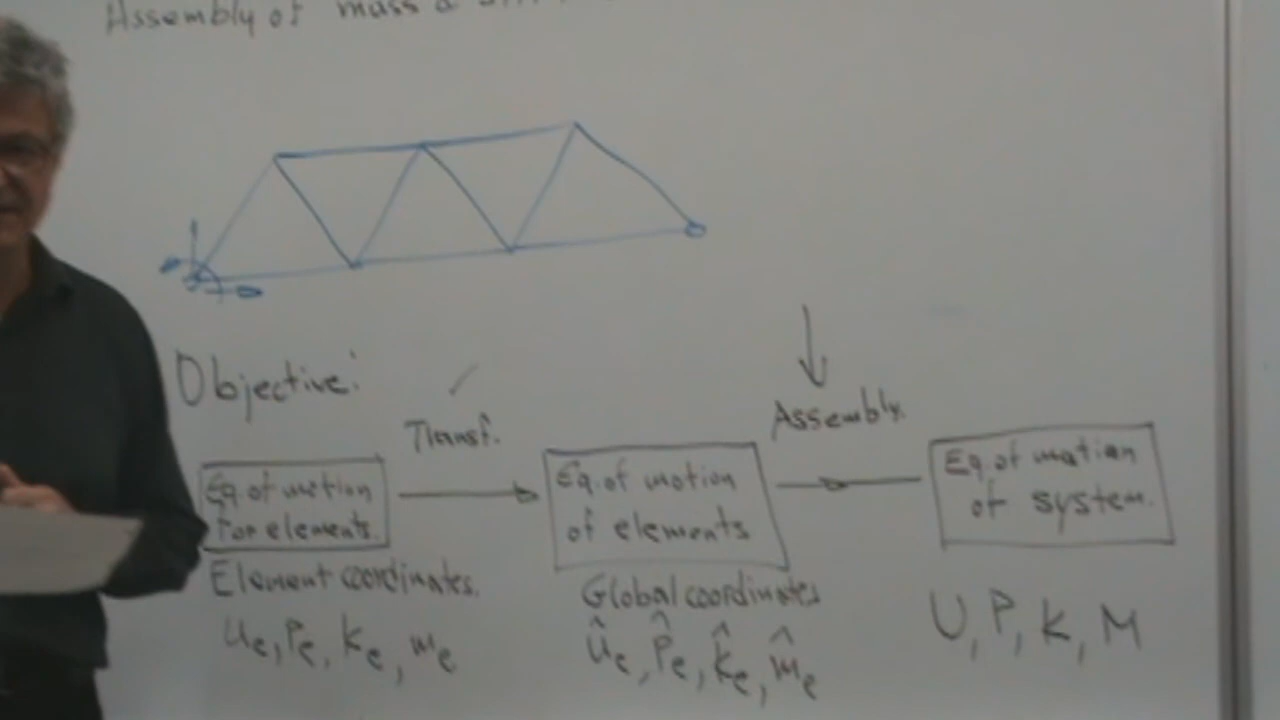 Assembly of mass &
Objective:
Transf.
Assembly.
Eq. of motion
for elements.
Eq. of motion
of elements
Eq. of motion
of system.
Element coordinates.
Global coordinates
ue, pe, ke, me
ûe, p̂e, k̂e, m̂e
U, P, K, M